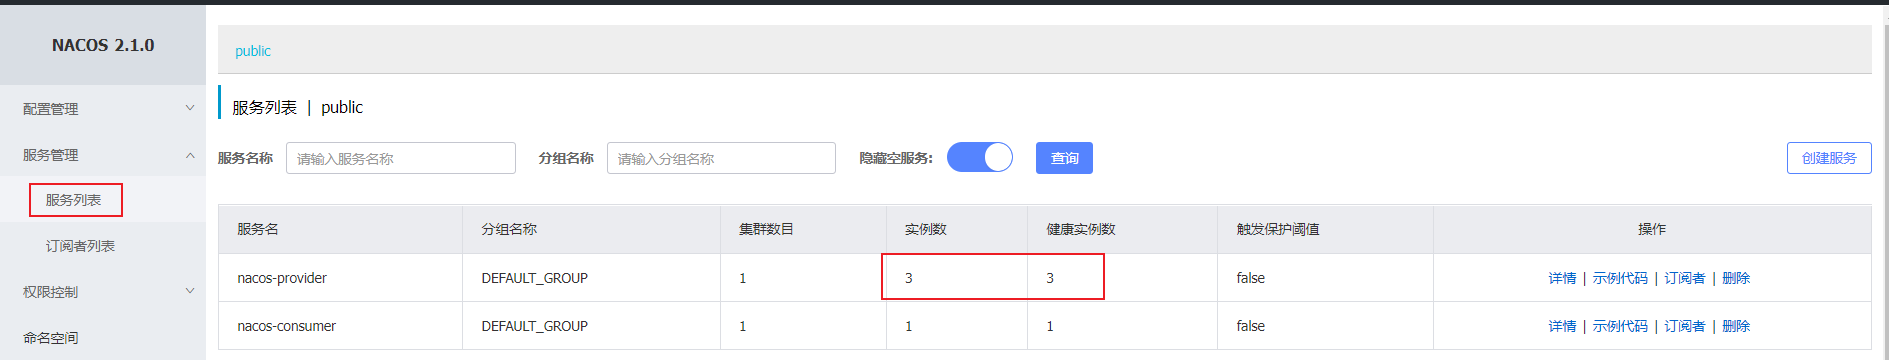 NACOS 2.1.0
配置管理
服务管理
服务列表
订阅者列表
权限控制
命名空间
public
服务列表 | public
服务名称 请输入服务名称 分组名称 请输入分组名称 隐藏空服务: 查询 创建服务
服务名 分组名称 集群数目 实例数 健康实例数 触发保护阈值 操作
nacos-provider DEFAULT_GROUP 1 3 3 false 详情 | 示例代码 | 订阅者 | 删除
nacos-consumer DEFAULT_GROUP 1 1 1 false 详情 | 示例代码 | 订阅者 | 删除